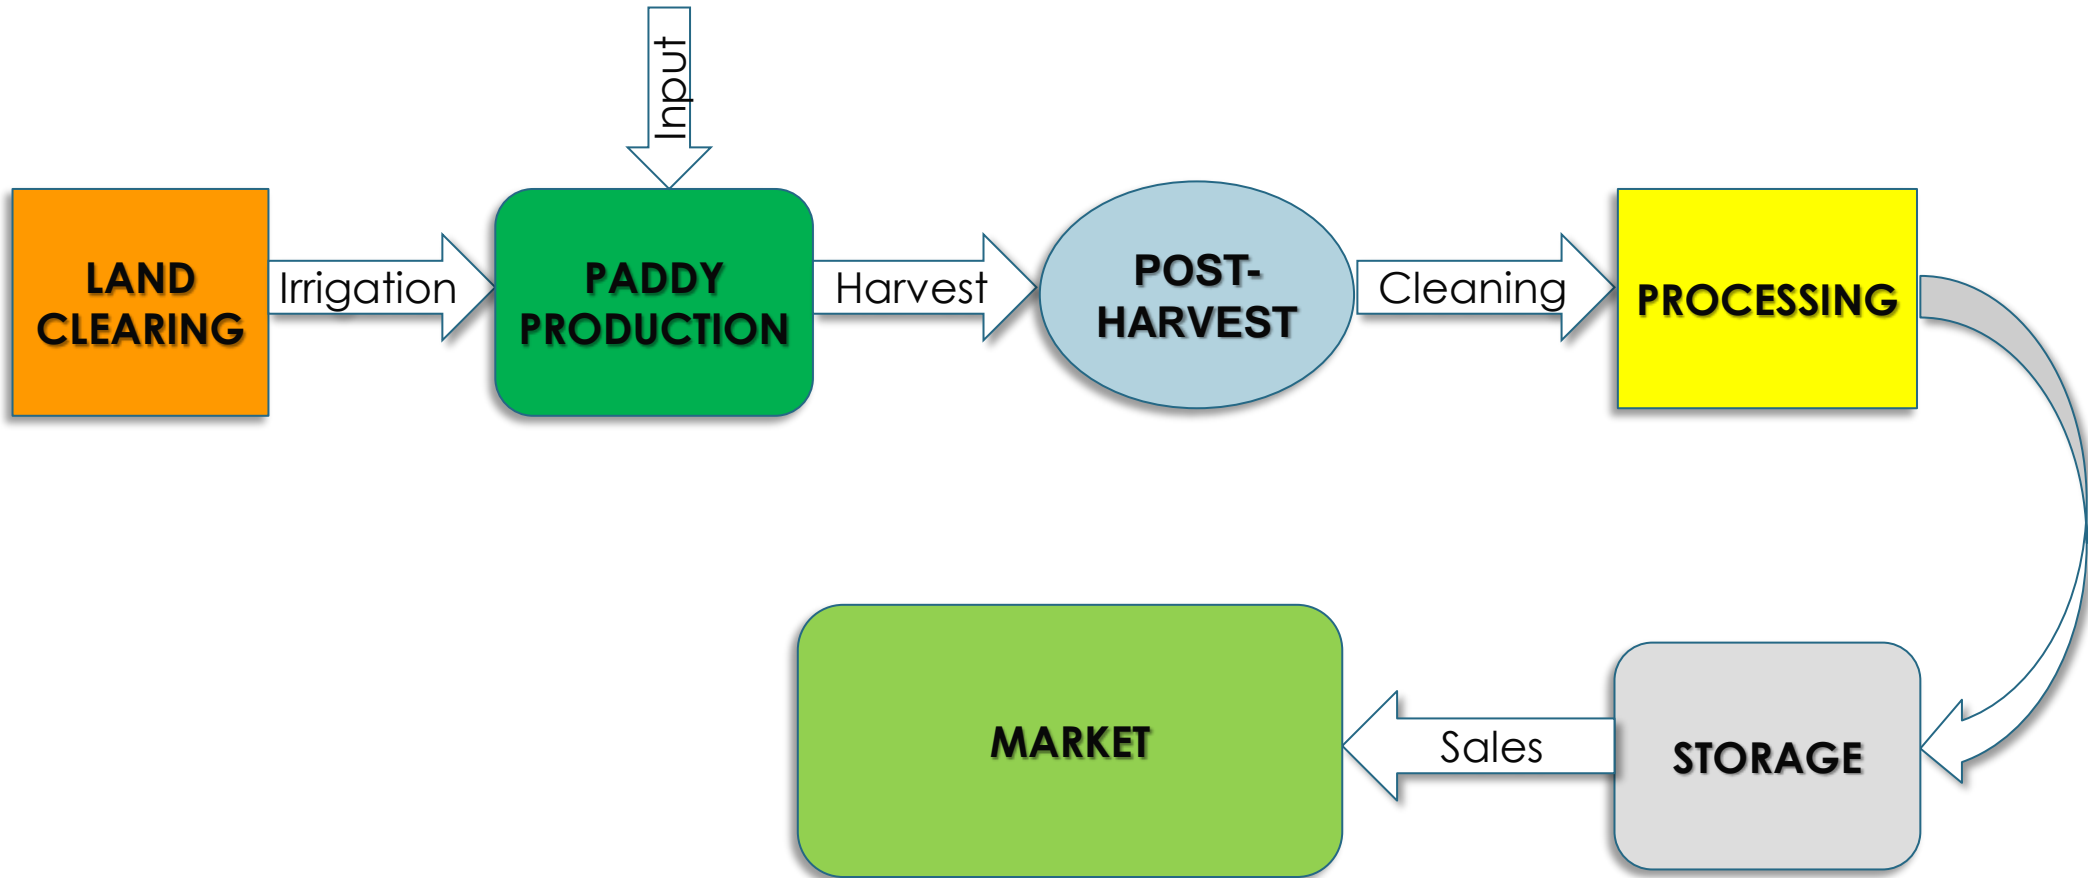 Input
LAND
CLEARING
Irrigation
PADDY
PRODUCTION
Harvest
POST-
HARVEST
Cleaning
PROCESSING
MARKET
Sales
STORAGE